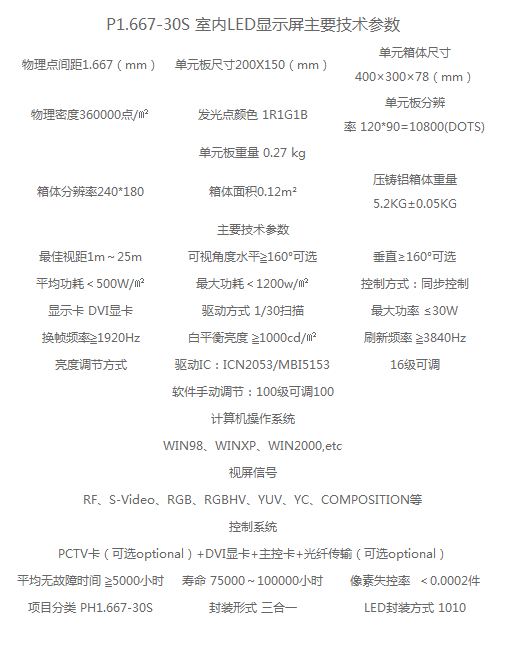 P1.667-30S 室内LED显示屏主要技术参数
物理点间距1.667（mm） 单元板尺寸200X150（mm） 单元箱体尺寸
400×300×78（mm）
物理密度360000点/㎡ 发光点颜色 1R1G1B 单元板分辨
率 120*90=10800(DOTS)
单元板重量 0.27 kg
箱体分辨率240*180 箱体面积0.12m² 压铸铝箱体重量
5.2KG±0.05KG
主要技术参数
最佳视距1m～25m 可视角度水平≧160°可选 垂直≥160°可选
平均功耗＜500W/㎡ 最大功耗＜1200w/㎡ 控制方式：同步控制
显示卡 DVI显卡 驱动方式 1/30扫描 最大功率 ≤30W
换帧频率≧1920Hz 白平衡亮度 ≧1000cd/㎡ 刷新频率 ≧3840Hz
亮度调节方式 驱动IC：ICN2053/MBI5153 16级可调
软件手动调节：100级可调100
计算机操作系统
WIN98、WINXP、WIN2000,etc
视屏信号
RF、S-Video、RGB、RGBHV、YUV、YC、COMPOSITION等
控制系统
PCTV卡（可选optional）+DVI显卡+主控卡+光纤传输（可选optional）
平均无故障时间 ≧5000小时 寿命 75000～100000小时 像素失控率 ＜0.0002件
项目分类 PH1.667-30S 封装形式 三合一 LED封装方式 1010